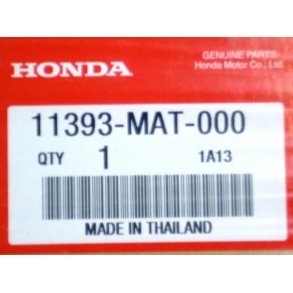 GENUINE PARTS
HONDA
Honda Motor Co., Ltd.
11393-MAT-000
QTY 1 1A13
MADE IN THAILAND